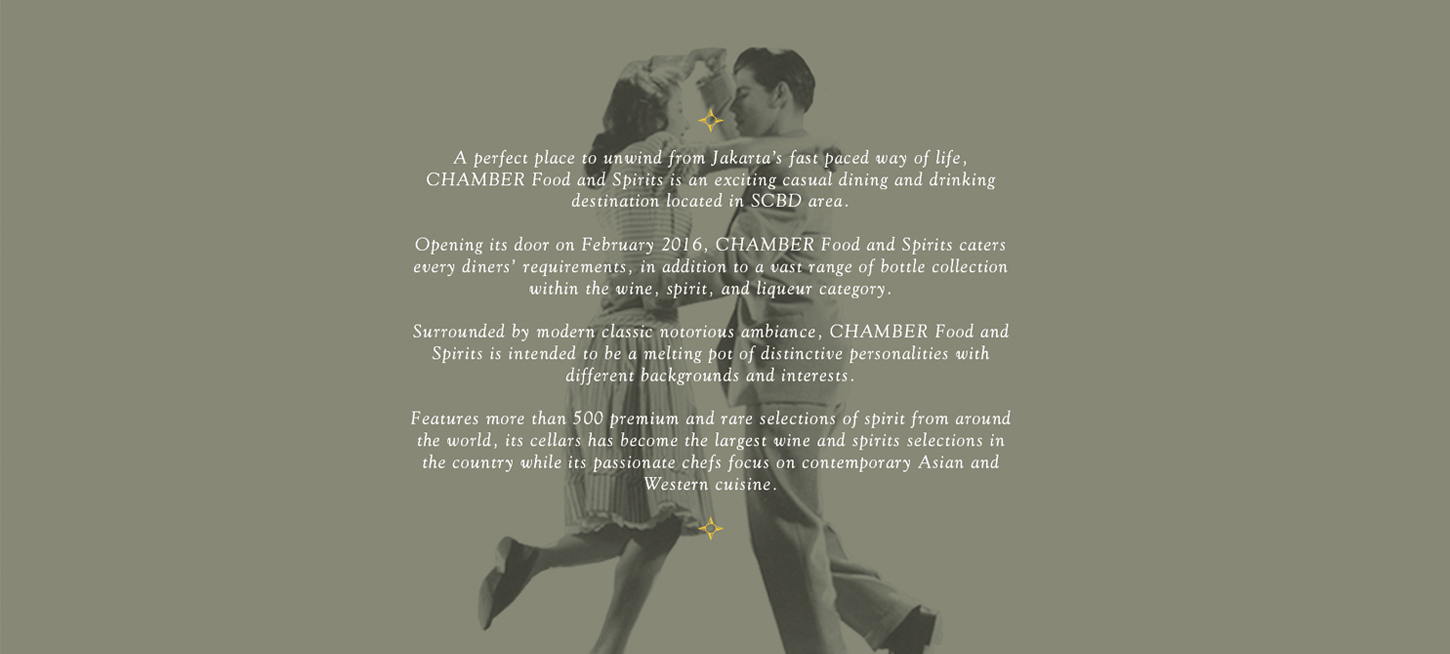 A perfect place to unwind from Jakarta's fast paced way of life,
CHAMBER Food and Spirits is an exciting casual dining and drinking
destination located in SCBD area.
Opening its door on February 2016, CHAMBER Food and Spirits caters
every diners' requirements, in addition to a vast range of bottle collection
within the wine, spirit, and liqueur category.
Surrounded by modern classic notorious ambiance, CHAMBER Food and
Spirits is intended to be a melting pot of distinctive personalities with
different backgrounds and interests.
Features more than 500 premium and rare selections of spirit from around
the world, its cellars has become the largest wine and spirits selections in
the country while its passionate chefs focus on contemporary Asian and
Western cuisine.